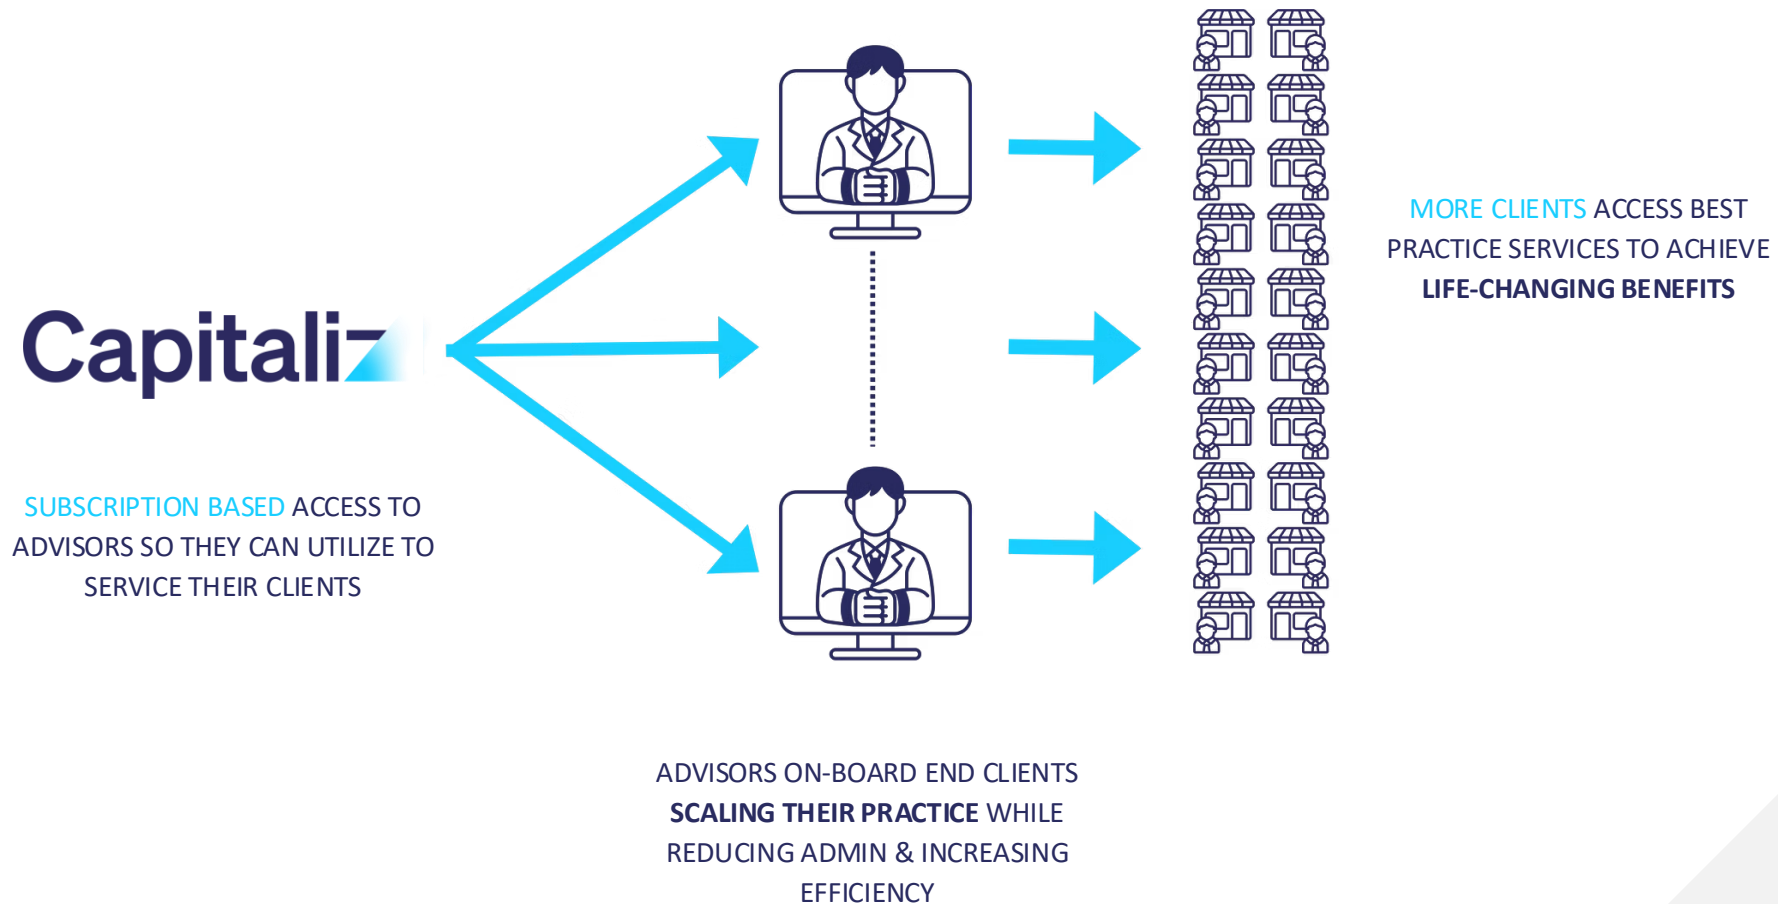 Capitaliz
SUBSCRIPTION BASED ACCESS TO
ADVISORS SO THEY CAN UTILIZE TO
SERVICE THEIR CLIENTS
ADVISORS ON-BOARD END CLIENTS
SCALING THEIR PRACTICE WHILE
REDUCING ADMIN & INCREASING
EFFICIENCY
MORE CLIENTS ACCESS BEST
PRACTICE SERVICES TO ACHIEVE
LIFE-CHANGING BENEFITS